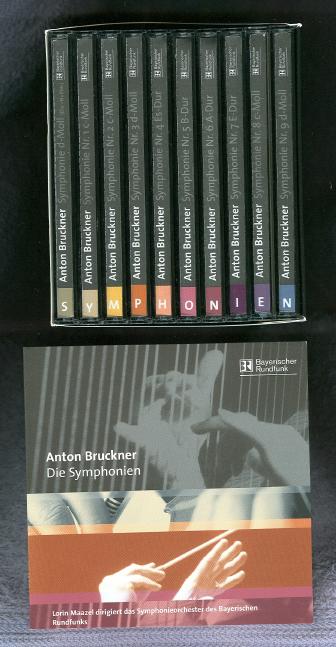 S Anton Bruckner Symphonie d-Moll
Y Anton Bruckner Symphonie Nr. 1 c-Moll
M Anton Bruckner Symphonie Nr. 2 c-Moll
P Anton Bruckner Symphonie Nr. 3 d-Moll
H Anton Bruckner Symphonie Nr. 4 Es-Dur
O Anton Bruckner Symphonie Nr. 5 B-Dur
N Anton Bruckner Symphonie Nr. 6 A-Dur
I Anton Bruckner Symphonie Nr. 7 E-Dur
E Anton Bruckner Symphonie Nr. 8 c-Moll
N Anton Bruckner Symphonie Nr. 9 d-Moll
Bayerischer
Rundfunk
Anton Bruckner
Die Symphonien
Lorin Maazel dirigiert das Symphonieorchester des Bayerischen
Rundfunks